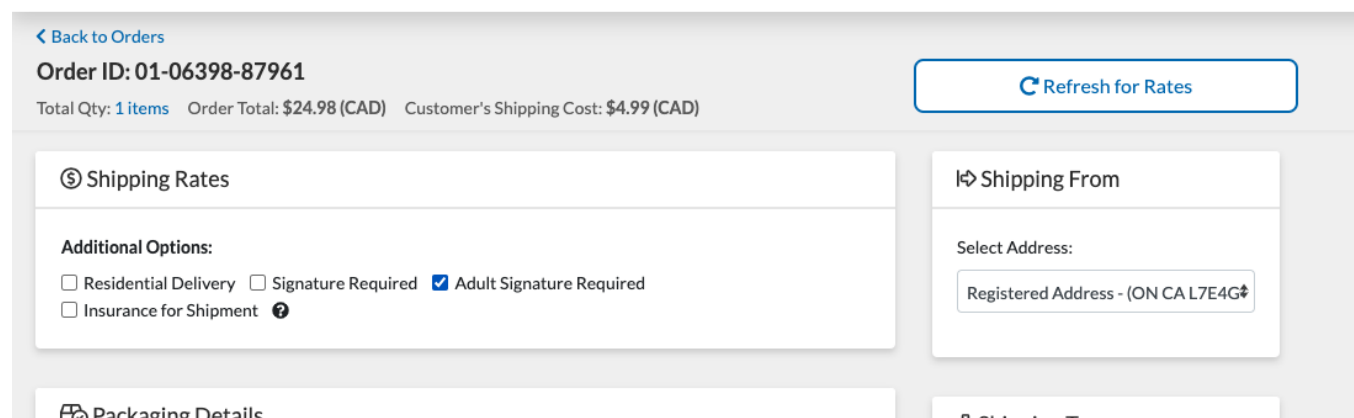 Back to Orders
Order ID: 01-06398-87961
Total Qty: 1 items Order Total: $24.98 (CAD) Customer's Shipping Cost: $4.99 (CAD)
Refresh for Rates
Shipping Rates
Additional Options:
Residential Delivery Signature Required Adult Signature Required
Insurance for Shipment
Shipping From
Select Address:
Registered Address - (ON CA L7E4G
Packaging Details